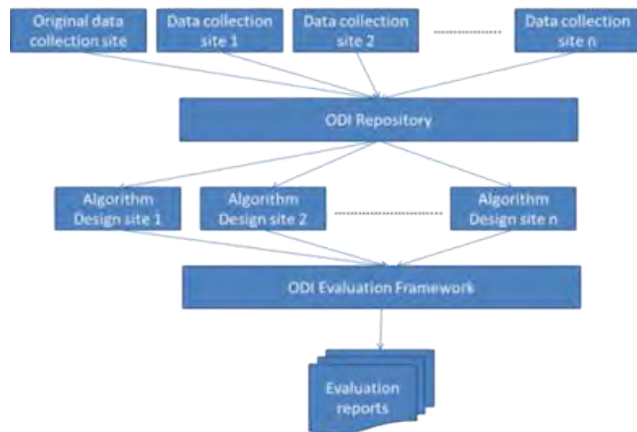 Original data
collection site
Data collection
site 1
Data collection
site 2
Data collection
site n
ODI Repository
Algorithm
Design site 1
Algorithm
Design site 2
Algorithm
Design site n
ODI Evaluation Framework
Evaluation
reports